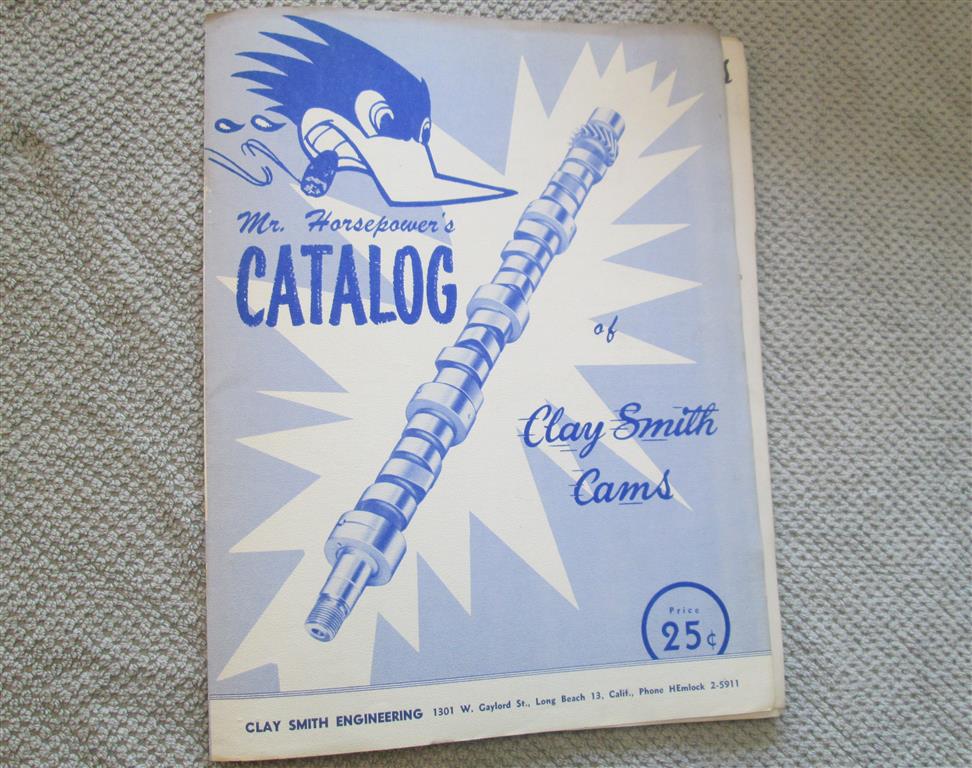 Mr. Horsepower's
CATALOG
of
Clay Smith
Cams
Price
25¢
CLAY SMITH ENGINEERING 1301 W. Gaylord St., Long Beach 13, Calif., Phone HEmlock 2-5911